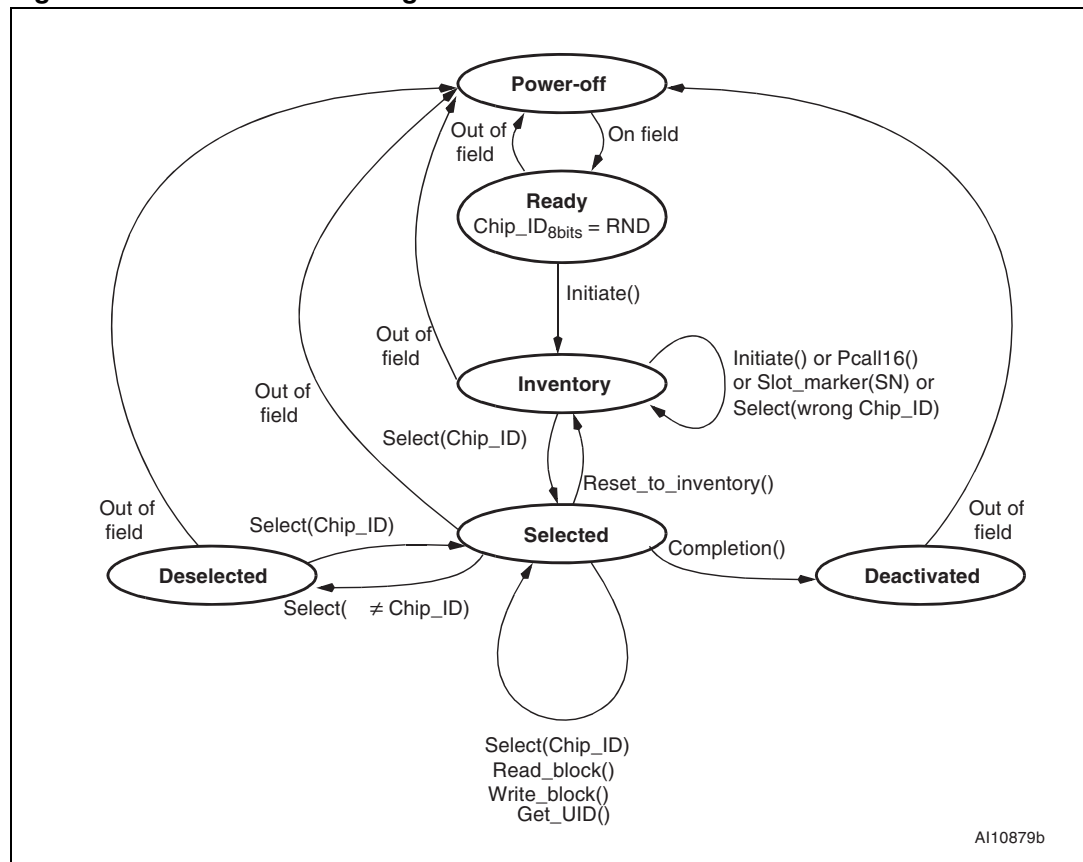 Power-off
Out of
field
On field
Ready
Chip_ID8bits = RND
Initiate()
Out of
field
Inventory
Initiate() or Pcall16()
or Slot_marker(SN) or
Select(wrong Chip_ID)
Out of
field
Select(Chip_ID)
Reset_to_inventory()
Out of
field
Select(Chip_ID)
Selected
Completion()
Out of
field
Deselected
Deactivated
Select( ≠ Chip_ID)
Select(Chip_ID)
Read_block()
Write_block()
Get_UID()
AI10879b